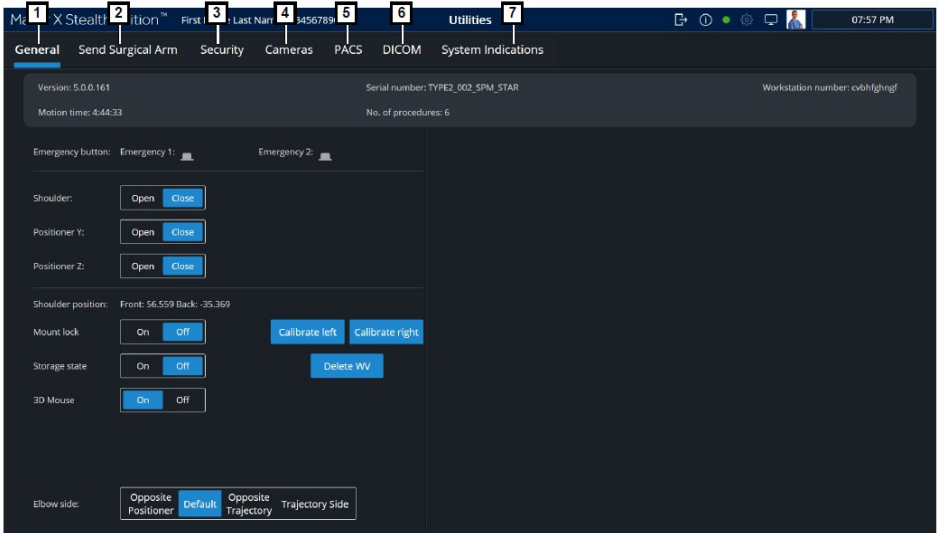 1 2 3 4 5 6 7
Ma X Stealth ition™ First Last Nam 345678 Utilities 07:57 PM
General Send Surgical Arm Security Cameras PACS DICOM System Indications
Version: 5.0.0.161 Serial number: TYPE2_002_SPM_STAR Workstation number: cvbhfghngf
Motion time: 4:44:33 No. of procedures: 6
Emergency button: Emergency 1: Emergency 2:
Shoulder: Open Close
Positioner Y: Open Close
Positioner Z: Open Close
Shoulder position: Front: 56.559 Back: -35.369
Mount lock On Off Calibrate left Calibrate right
Storage state On Off Delete WV
3D Mouse On Off
Elbow side: Opposite Positioner Default Opposite Trajectory Trajectory Side